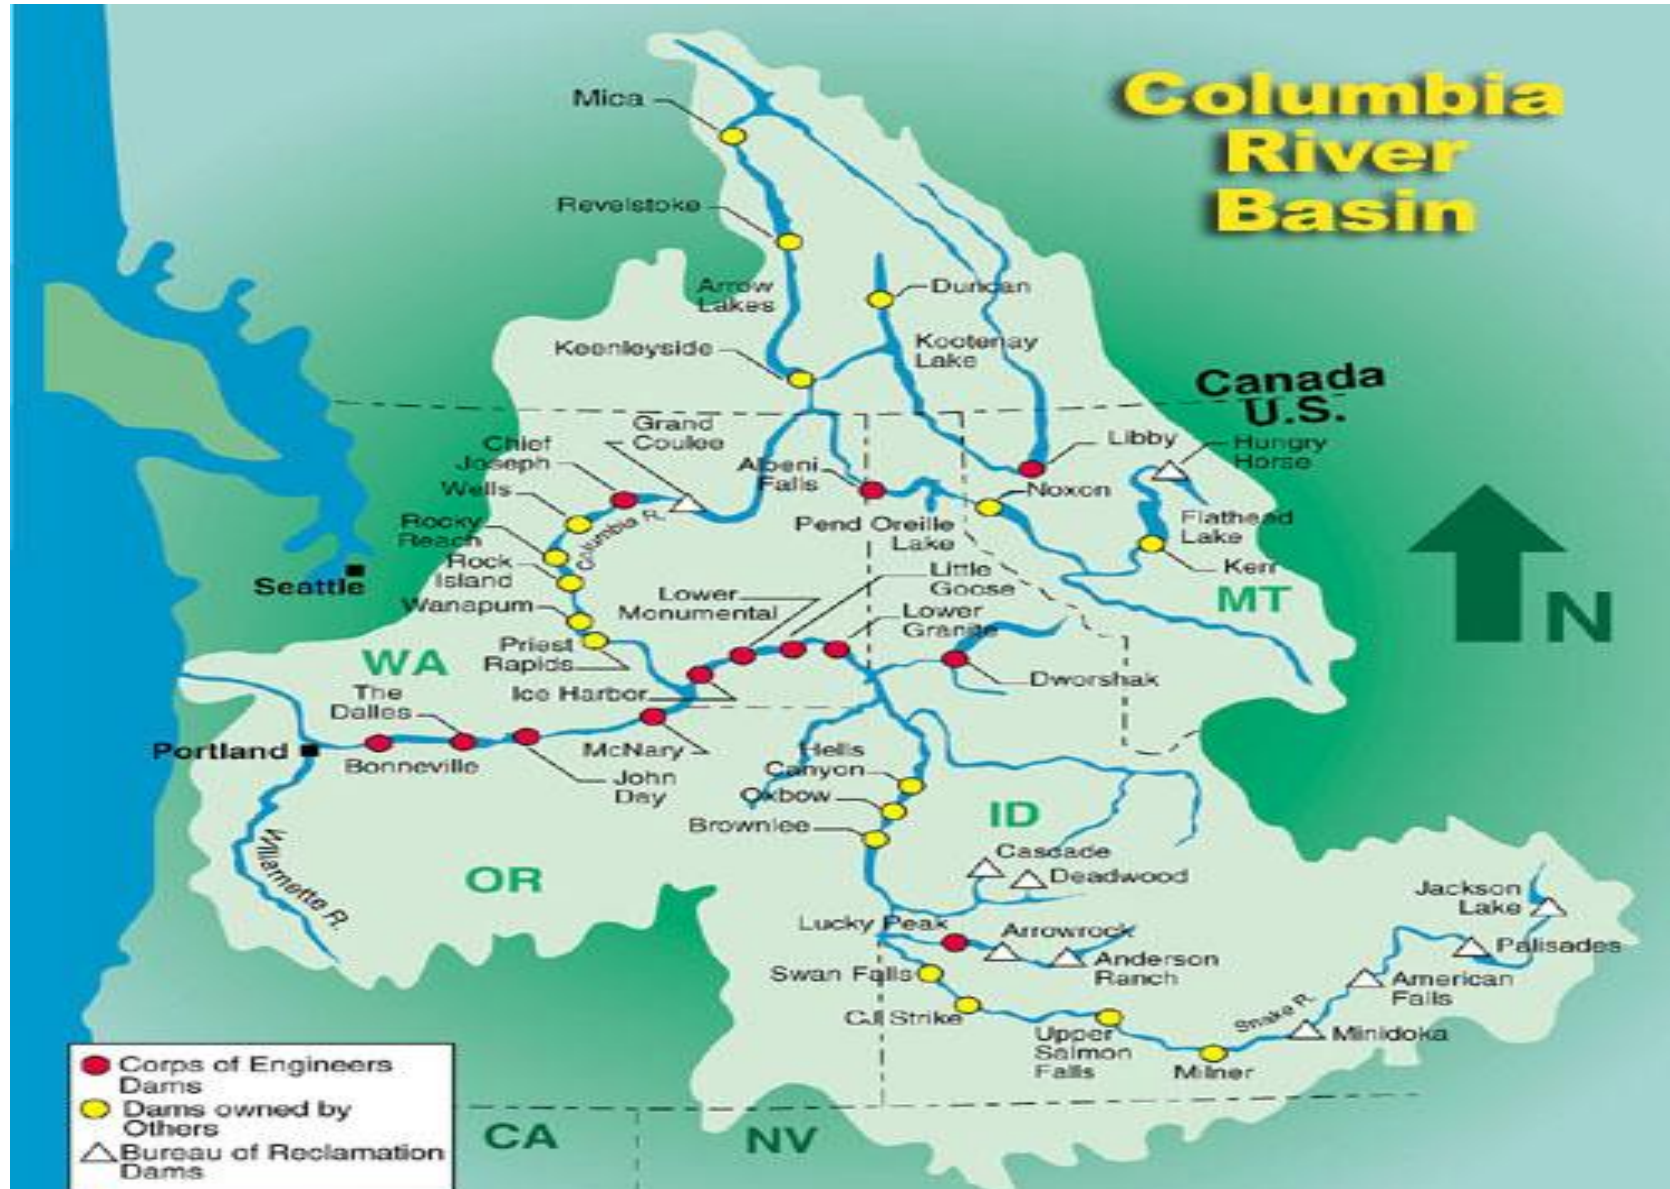 Columbia
River
Basin
Mica
Revelstoke
Arrow
Lakes
Duncan
Keenleyside
Kootenay
Lake
Canada
U.S.
Grand
Coulee
Chief
Joseph
Libby
Hungry
Horse
Albeni
Falls
Wells
Noxon
Columbia R.
Rocky
Reach
Pend Oreille
Lake
Flathead
Lake
Rock
Island
Seattle
Kerr
Little
Goose
Lower
Monumental
Wanapum
Lower
Granite
MT
N
Priest
Rapids
WA
Ice Harbor
Dworshak
The
Dalles
Portland
Bonneville
McNary
John
Day
Hells
Canyon
Oxbow
Brownlee
ID
Willamette R.
OR
Cascade
Deadwood
Jackson
Lake
Lucky Peak
Arrowrock
Palisades
Anderson
Ranch
Swan Falls
American
Falls
CJ Strike
Snake R.
Upper
Salmon
Falls
Minidoka
Milner
Corps of Engineers
Dams
Dams owned by
Others
Bureau of Reclamation
Dams
CA
NV